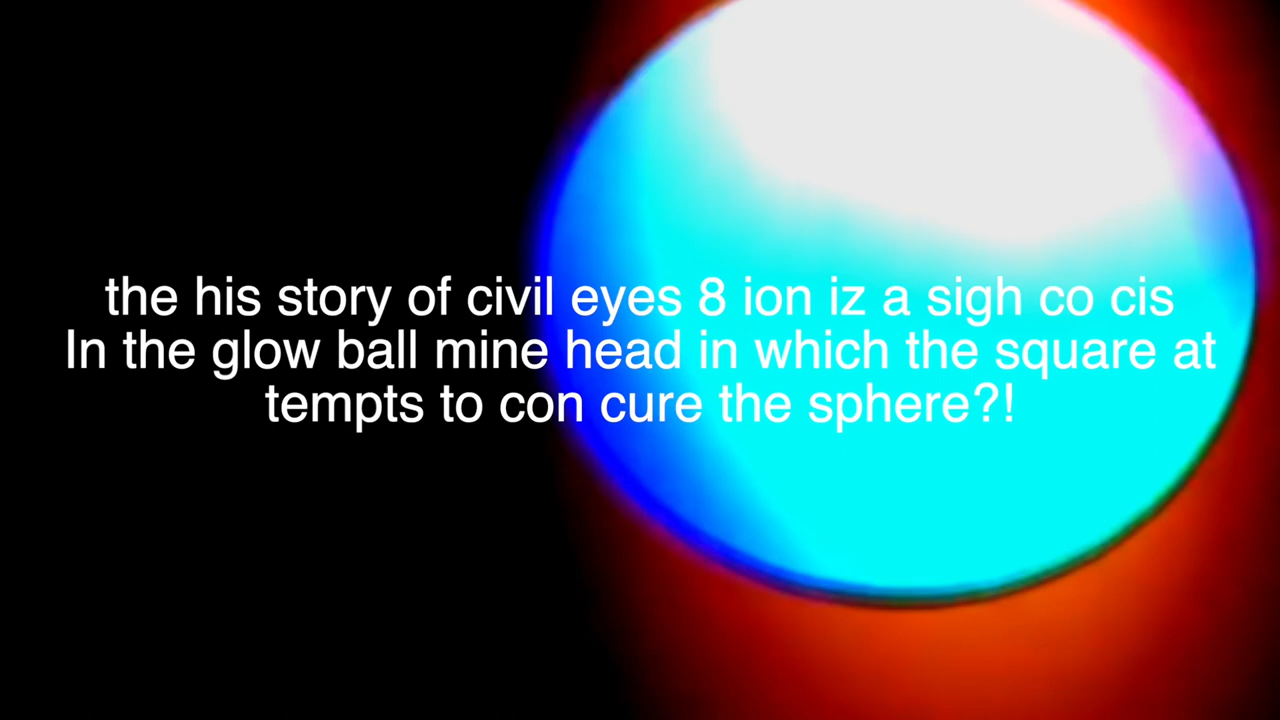 the his story of civil eyes 8 ion iz a sigh co cis
In the glow ball mine head in which the square at
tempts to con cure the sphere?!